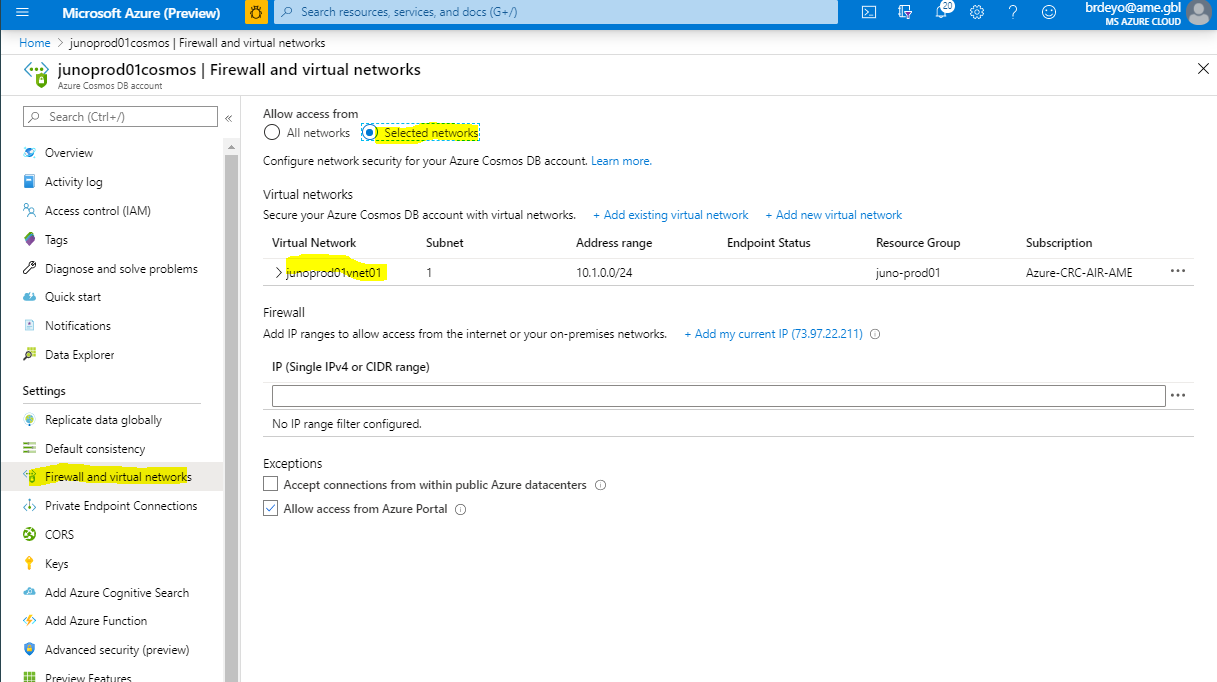 Microsoft Azure (Preview)
Search resources, services, and docs (G+/)
20
brdeyo@ame.gbl
MS AZURE CLOUD
Home > junoprod01cosmos | Firewall and virtual networks
junoprod01cosmos | Firewall and virtual networks
Azure Cosmos DB account
Search (Ctrl+/)
Overview
Activity log
Access control (IAM)
Tags
Diagnose and solve problems
Quick start
Notifications
Data Explorer
Settings
Replicate data globally
Default consistency
Firewall and virtual networks
Private Endpoint Connections
CORS
Keys
Add Azure Cognitive Search
Add Azure Function
Advanced security (preview)
Preview Features
Allow access from
All networks Selected networks
Configure network security for your Azure Cosmos DB account. Learn more.
Virtual networks
Secure your Azure Cosmos DB account with virtual networks. + Add existing virtual network + Add new virtual network
Virtual Network Subnet Address range Endpoint Status Resource Group Subscription
junoprod01vnet01 1 10.1.0.0/24 juno-prod01 Azure-CRC-AIR-AME
Firewall
Add IP ranges to allow access from the internet or your on-premises networks. + Add my current IP (73.97.22.211)
IP (Single IPv4 or CIDR range)
No IP range filter configured.
Exceptions
Accept connections from within public Azure datacenters
Allow access from Azure Portal